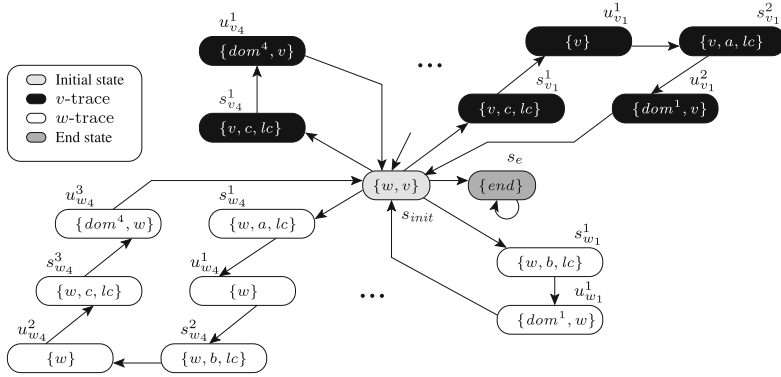 u^1_{v_4}
{dom^4, v}
s^1_{v_4}
{v, c, lc}
...
u^1_{v_1}
{v}
s^2_{v_1}
{v, a, lc}
s^1_{v_1}
{v, c, lc}
u^2_{v_1}
{dom^1, v}
Initial state
v-trace
w-trace
End state
{w, v}
s_{init}
s_e
{end}
u^3_{w_4}
{dom^4, w}
s^1_{w_4}
{w, a, lc}
s^3_{w_4}
{w, c, lc}
u^1_{w_4}
{w}
u^2_{w_4}
{w}
s^2_{w_4}
{w, b, lc}
...
s^1_{w_1}
{w, b, lc}
u^1_{w_1}
{dom^1, w}